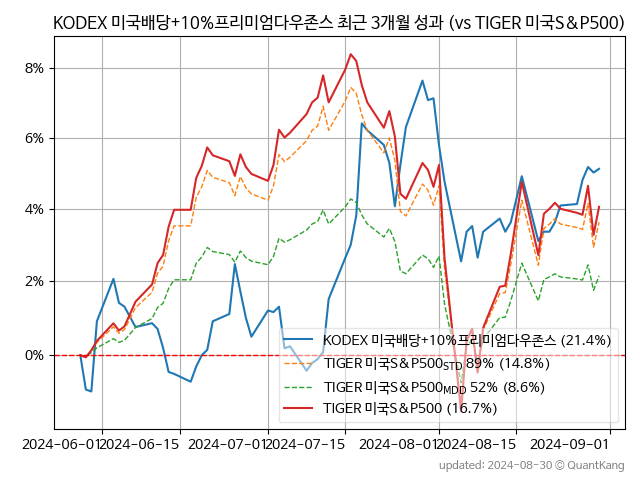 KODEX 미국배당+10%프리미엄다우존스 최근 3개월 성과 (vs TIGER 미국S&P500)
8%
6%
4%
2%
0%
KODEX 미국배당+10%프리미엄다우존스 (21.4%)
TIGER 미국S&P500STD 89% (14.8%)
TIGER 미국S&P500MDD 52% (8.6%)
TIGER 미국S&P500 (16.7%)
2024-06-01 2024-06-15 2024-07-01 2024-07-15 2024-08-01 2024-08-15 2024-09-01
updated: 2024-08-30 © QuantKang